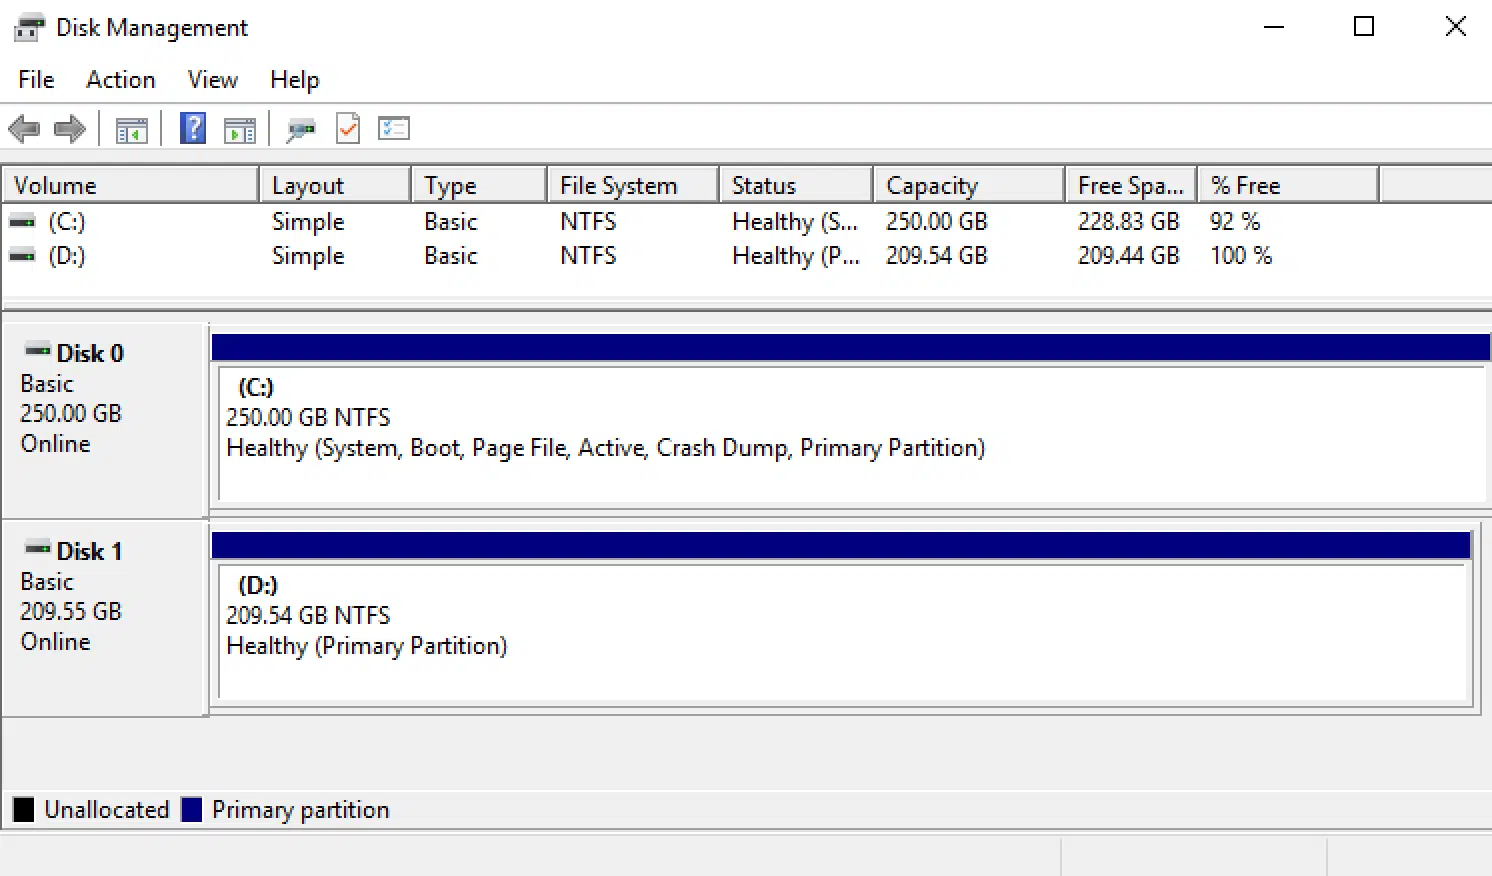 Disk Management
File Action View Help
Volume Layout Type File System Status Capacity Free Spa... % Free
(C:) Simple Basic NTFS Healthy (S... 250.00 GB 228.83 GB 92 %
(D:) Simple Basic NTFS Healthy (P... 209.54 GB 209.44 GB 100 %
Disk 0
Basic
250.00 GB
Online
(C:)
250.00 GB NTFS
Healthy (System, Boot, Page File, Active, Crash Dump, Primary Partition)
Disk 1
Basic
209.55 GB
Online
(D:)
209.54 GB NTFS
Healthy (Primary Partition)
Unallocated Primary partition